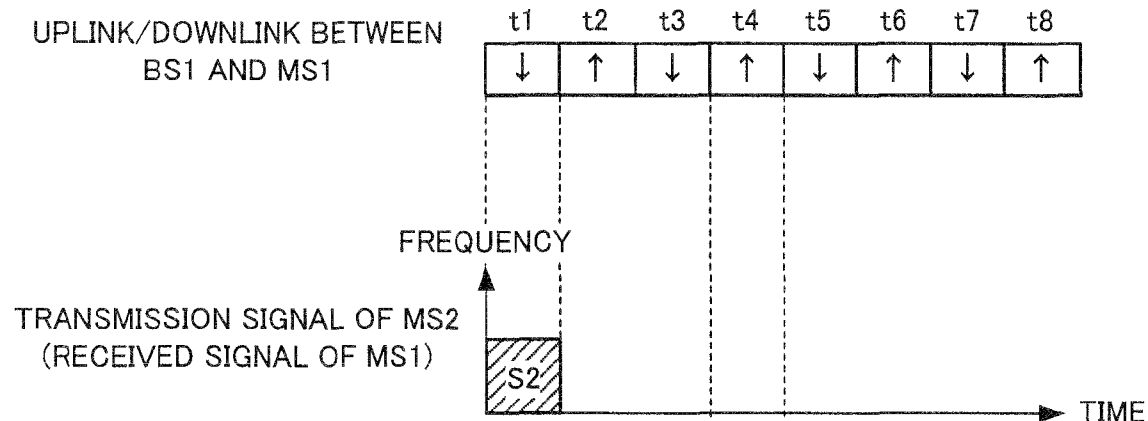 UPLINK/DOWNLINK BETWEEN
BS1 AND MS1
t1 t2 t3 t4 t5 t6 t7 t8
↓ ↑ ↓ ↑ ↓ ↑ ↓ ↑
FREQUENCY
TRANSMISSION SIGNAL OF MS2
(RECEIVED SIGNAL OF MS1)
S2
TIME